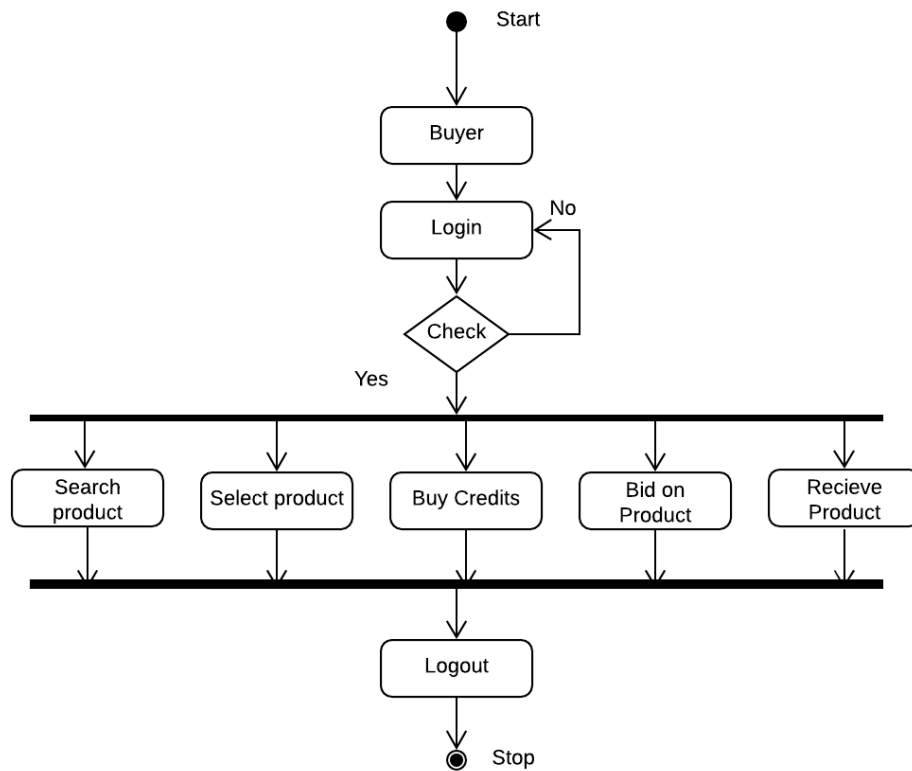 Start
Buyer
Login
No
Check
Yes
Search
product
Select product
Buy Credits
Bid on
Product
Recieve
Product
Logout
Stop